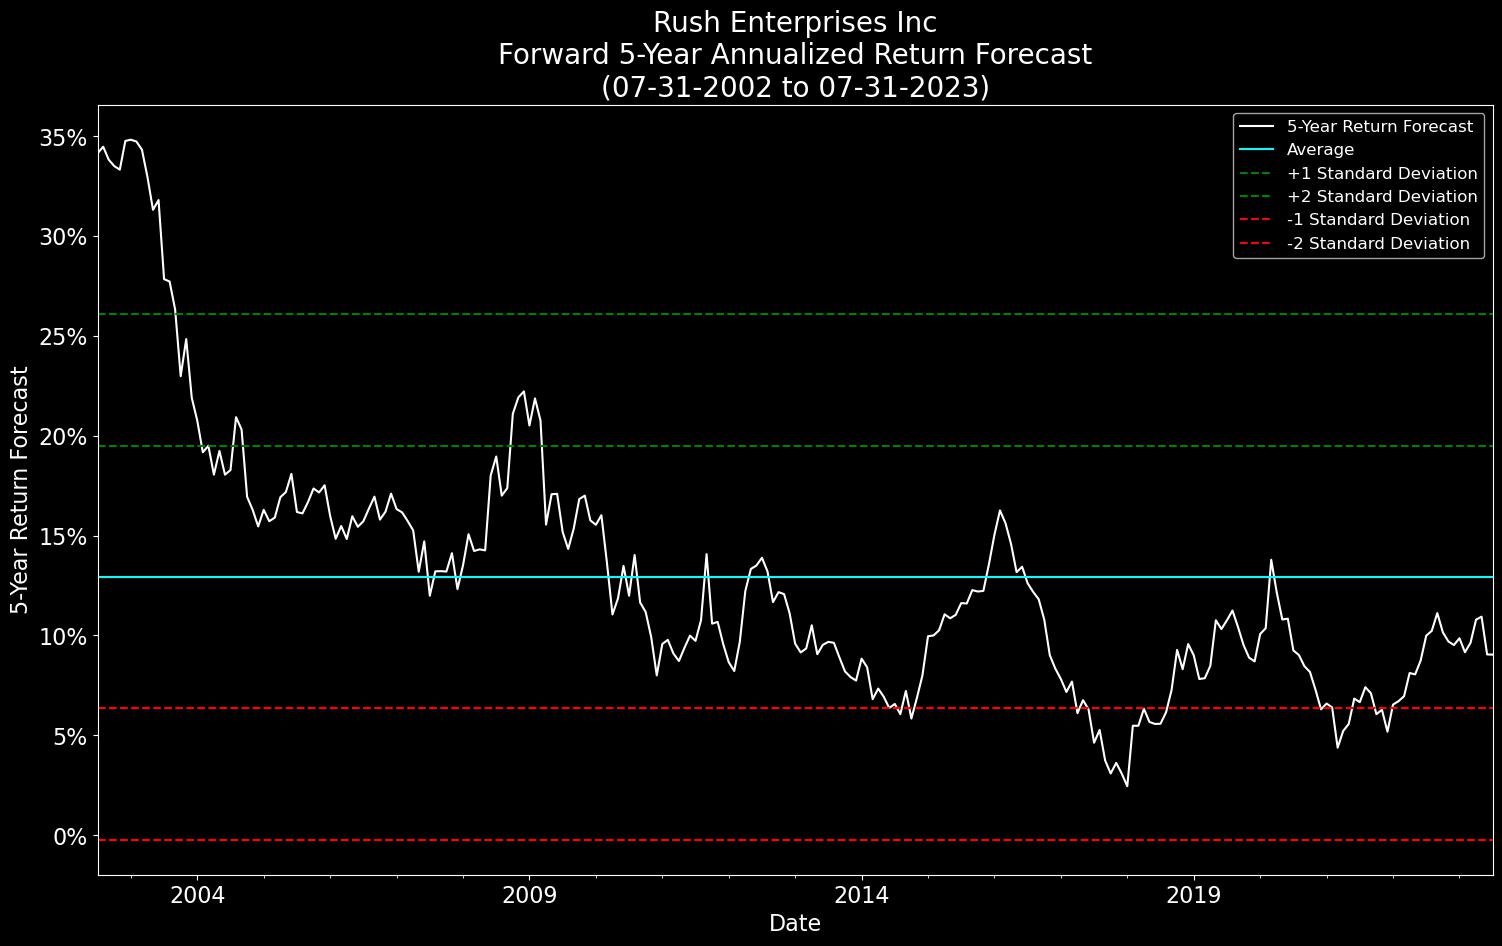 Rush Enterprises Inc
Forward 5-Year Annualized Return Forecast
(07-31-2002 to 07-31-2023)
5-Year Return Forecast
35%
30%
25%
20%
15%
10%
5%
0%
5-Year Return Forecast
Average
+1 Standard Deviation
+2 Standard Deviation
-1 Standard Deviation
-2 Standard Deviation
2004
2009
2014
2019
Date